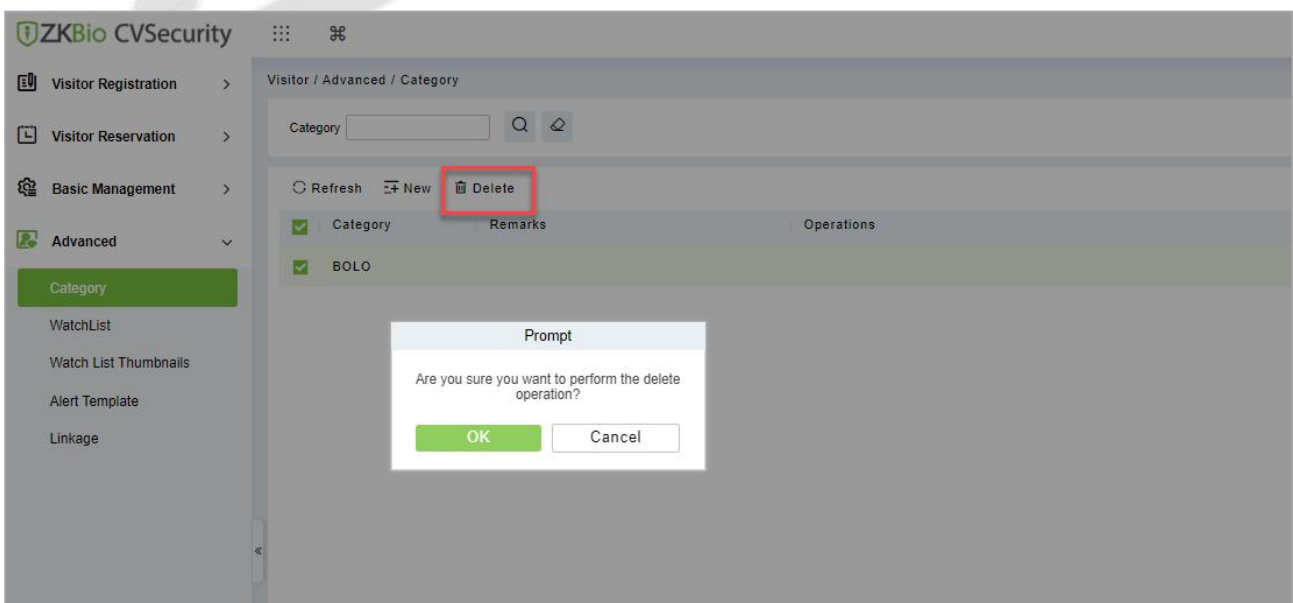 ZKBio CVSecurity
Visitor Registration
Visitor Reservation
Basic Management
Advanced
Category
WatchList
Watch List Thumbnails
Alert Template
Linkage
Visitor / Advanced / Category
Category
Refresh New Delete
Category Remarks Operations
BOLO
Prompt
Are you sure you want to perform the delete
operation?
OK Cancel